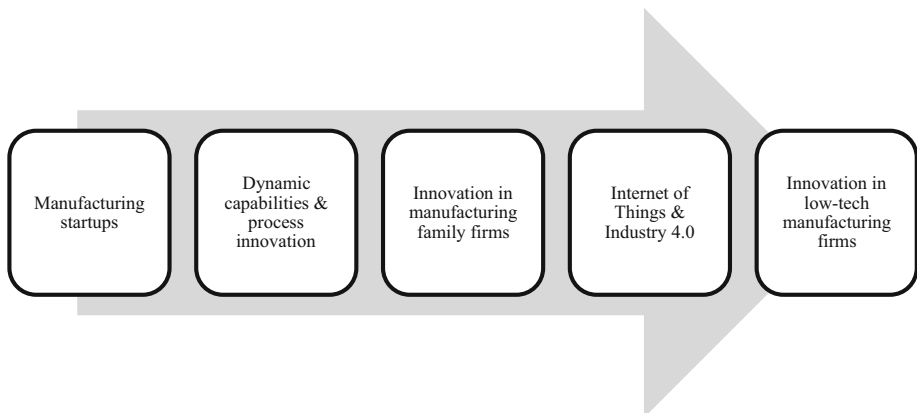 Manufacturing
startups
Dynamic
capabilities &
process
innovation
Innovation in
manufacturing
family firms
Internet of
Things &
Industry 4.0
Innovation in
low-tech
manufacturing
firms